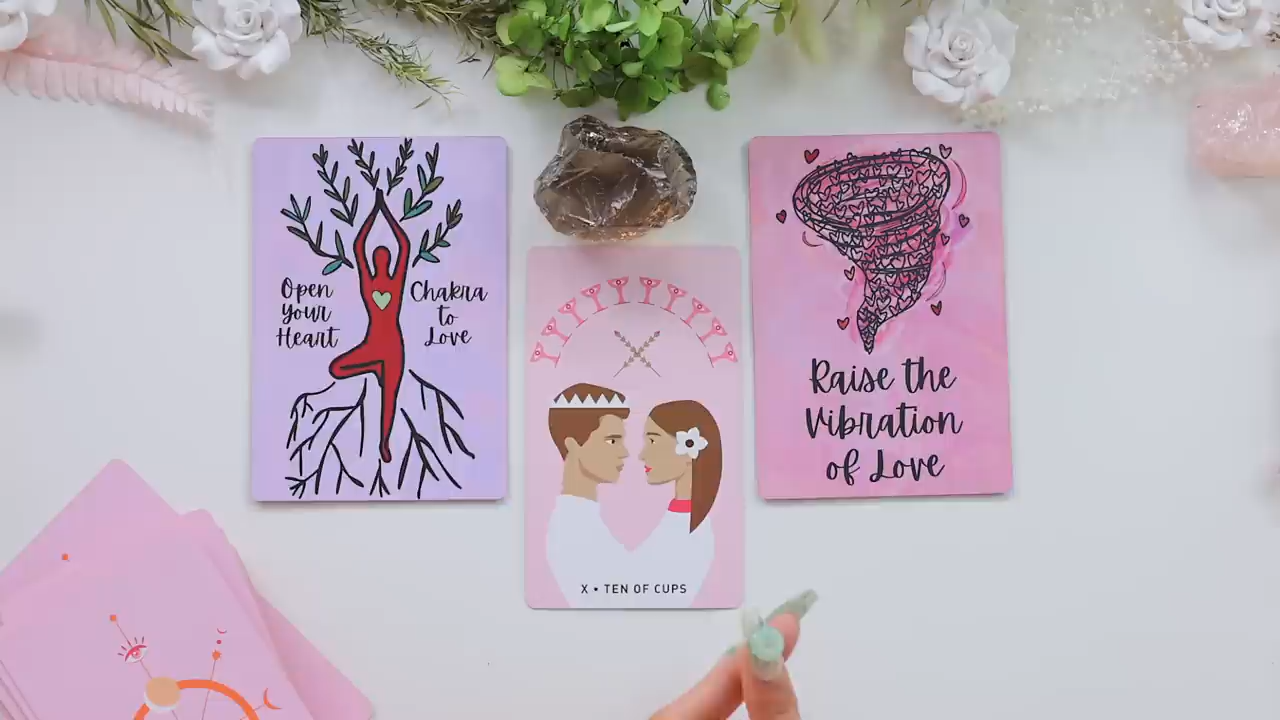 Open
Your
Heart
Chakra
to
Love
X • TEN OF CUPS
Raise the
Vibration
of Love